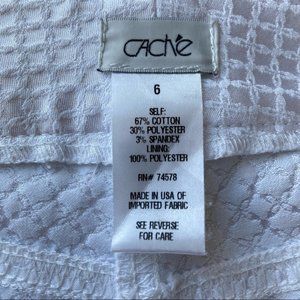 CACHé
6
SELF:
67% COTTON
30% POLYESTER
3% SPANDEX
LINING:
100% POLYESTER
RN# 74578
MADE IN USA OF
IMPORTED FABRIC
SEE REVERSE
FOR CARE